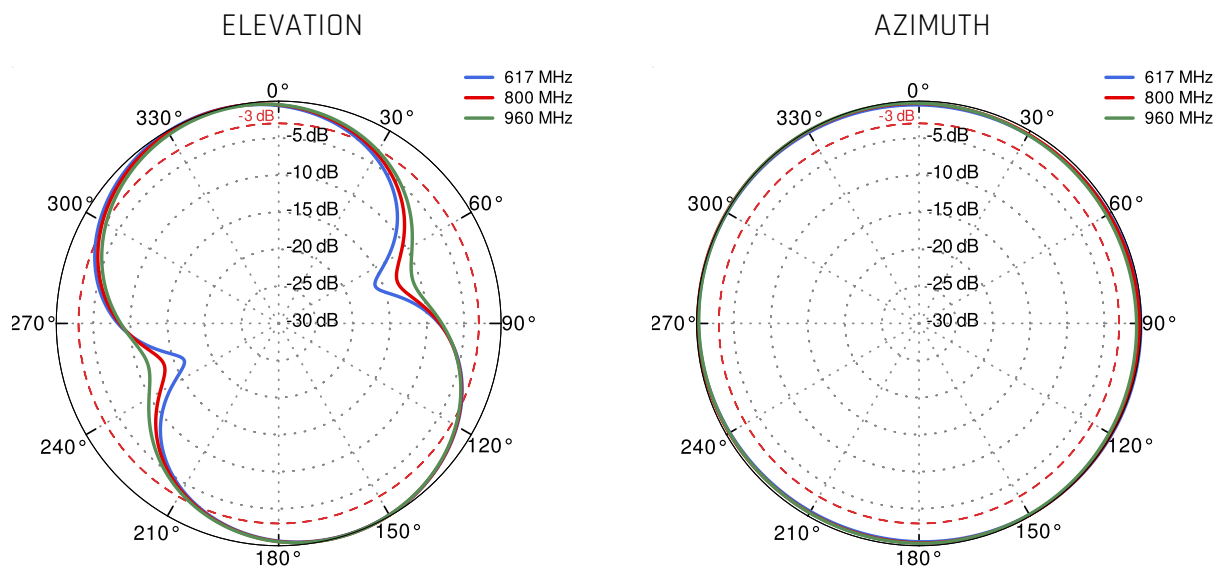 ELEVATION
617 MHz
800 MHz
960 MHz
0°
30°
60°
90°
120°
150°
180°
210°
240°
270°
300°
330°
-3 dB
-5 dB
-10 dB
-15 dB
-20 dB
-25 dB
-30 dB
AZIMUTH
617 MHz
800 MHz
960 MHz
0°
30°
60°
90°
120°
150°
180°
210°
240°
270°
300°
330°
-3 dB
-5 dB
-10 dB
-15 dB
-20 dB
-25 dB
-30 dB